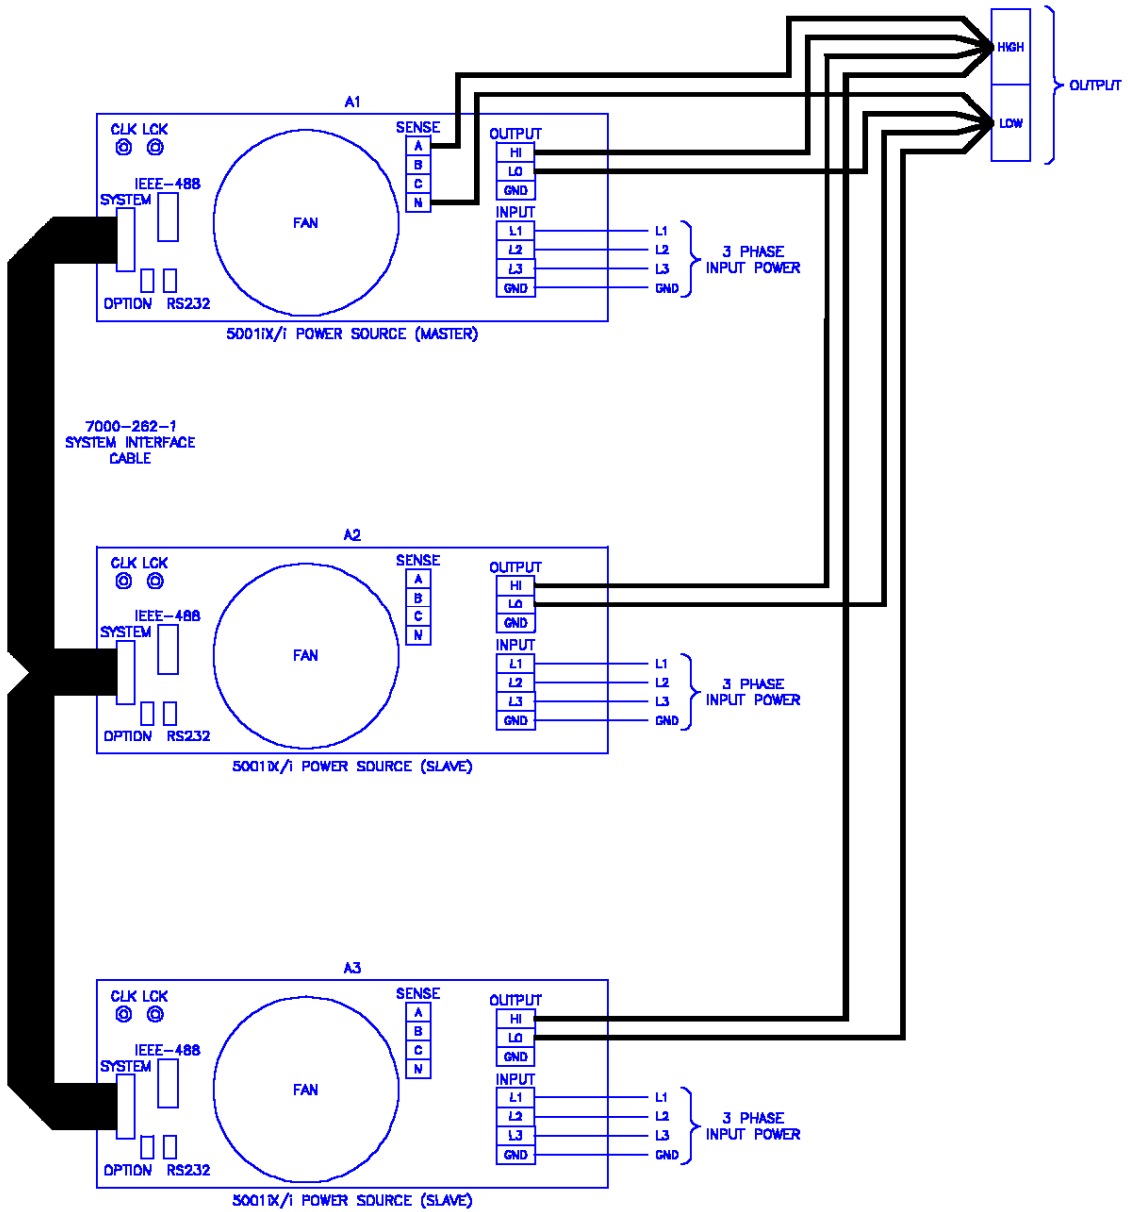 HIGH
LOW
OUTPUT
A1
CLK LCK
SENSE
A
B
C
N
OUTPUT
HI
LO
GND
IEEE-488
SYSTEM
FAN
INPUT
L1
L2
L3
GND
L1
L2
L3
GND
3 PHASE
INPUT POWER
OPTION RS232
5001iX/i POWER SOURCE (MASTER)
7000-262-1
SYSTEM INTERFACE
CABLE
A2
CLK LCK
SENSE
A
B
C
N
OUTPUT
HI
LO
GND
IEEE-488
SYSTEM
FAN
INPUT
L1
L2
L3
GND
L1
L2
L3
GND
3 PHASE
INPUT POWER
OPTION RS232
5001iX/i POWER SOURCE (SLAVE)
A3
CLK LCK
SENSE
A
B
C
N
OUTPUT
HI
LO
GND
IEEE-488
SYSTEM
FAN
INPUT
L1
L2
L3
GND
L1
L2
L3
GND
3 PHASE
INPUT POWER
OPTION RS232
5001iX/i POWER SOURCE (SLAVE)